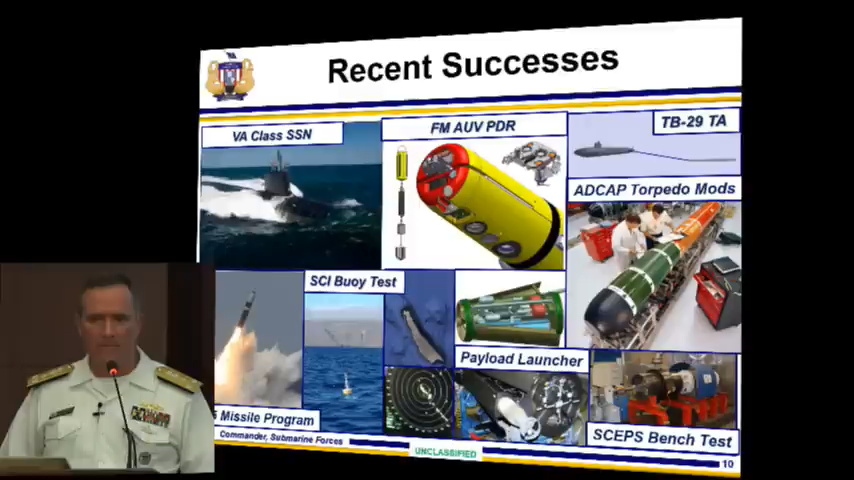 Recent Successes
VA Class SSN
FM AUV PDR
TB-29 TA
ADCAP Torpedo Mods
SCI Buoy Test
Payload Launcher
5 Missile Program
SCEPS Bench Test
Commander, Submarine Forces
UNCLASSIFIED
10